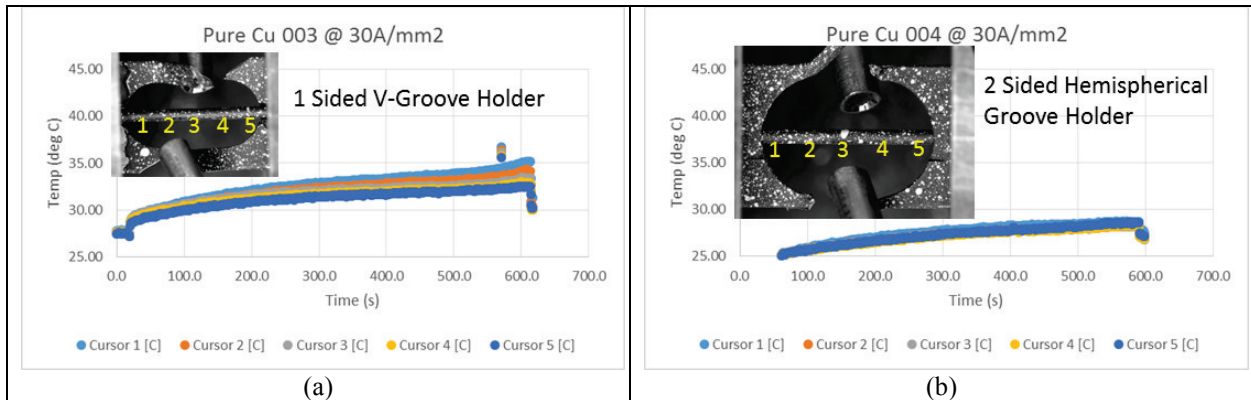 Pure Cu 003 @ 30A/mm2
45.00
40.00
35.00
30.00
25.00
Temp (deg C)
1 Sided V-Groove Holder
1 2 3 4 5
0.0 100.0 200.0 300.0 400.0 500.0 600.0 700.0
Time (s)
Cursor 1 [C] Cursor 2 [C] Cursor 3 [C] Cursor 4 [C] Cursor 5 [C]
(a)
Pure Cu 004 @ 30A/mm2
45.00
40.00
35.00
30.00
25.00
Temp (deg C)
2 Sided Hemispherical
Groove Holder
1 2 3 4 5
0.0 100.0 200.0 300.0 400.0 500.0 600.0 700.0
Time (s)
Cursor 1 [C] Cursor 2 [C] Cursor 3 [C] Cursor 4 [C] Cursor 5 [C]
(b)